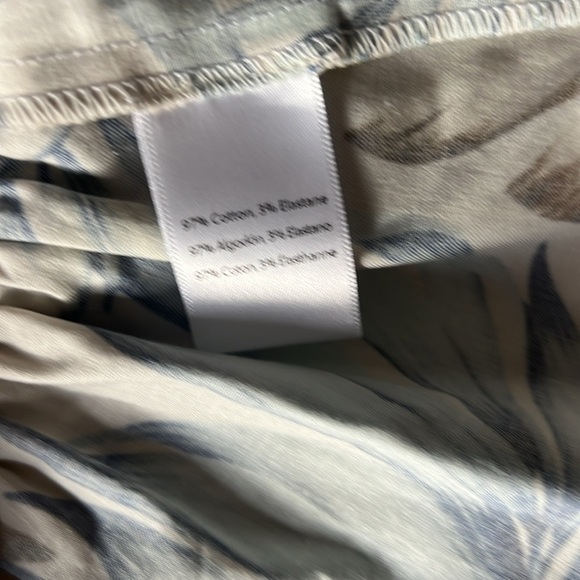 97% Cotton, 3% Elastane
97% Algodón, 3% Elastano
97% Coton, 3% Élasthanne